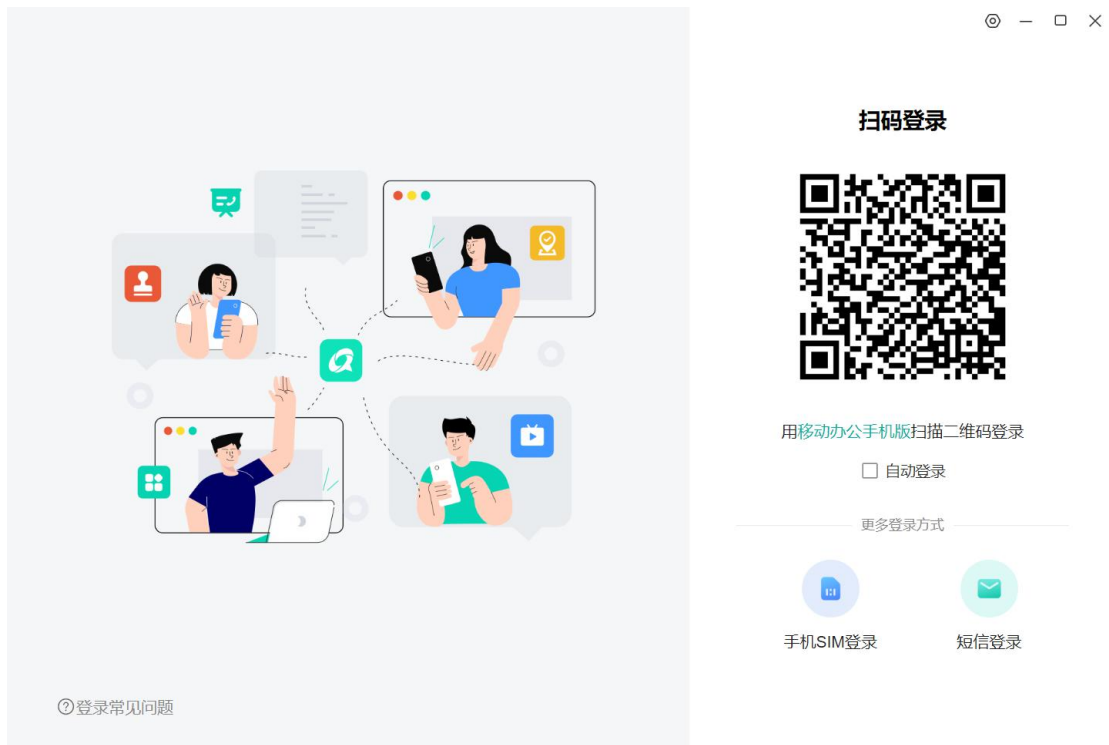 扫码登录
用移动办公手机版扫描二维码登录
自动登录
更多登录方式
手机SIM登录
短信登录
登录常见问题